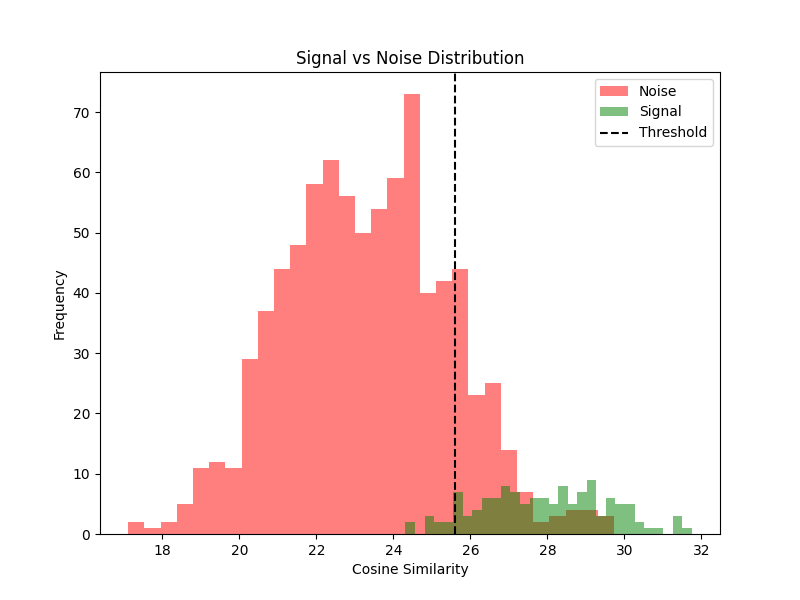 Signal vs Noise Distribution
Noise
Signal
Threshold
70
60
50
40
30
20
10
0
Frequency
18 20 22 24 26 28 30 32
Cosine Similarity